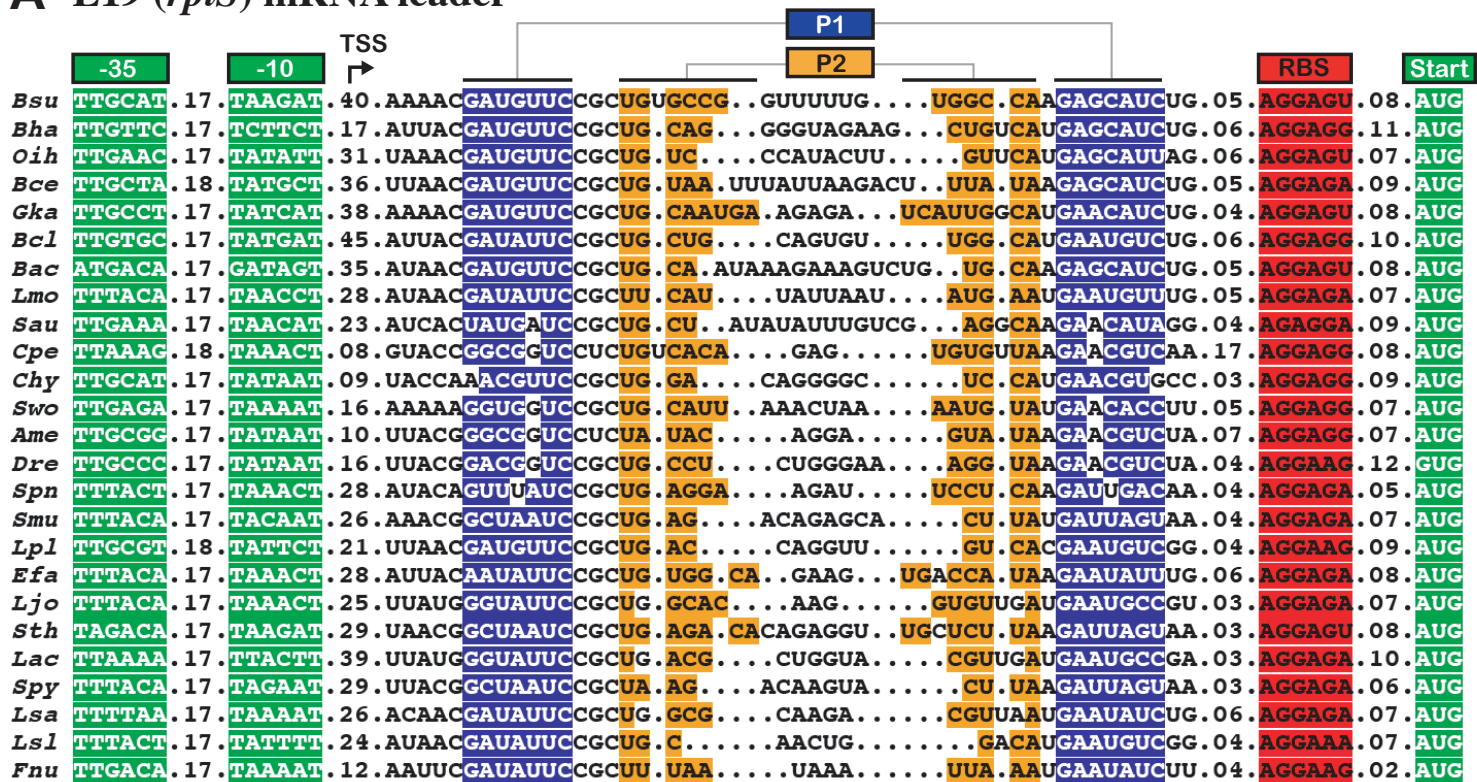 A L19 (rplS) mRNA leader
P1
TSS
-35 -10 P2 RBS Start
Bsu TTGCAT.17.TAAGAT.40.AAAACGAUGUUCCGCUGUGCCG..GUUUUUG....UGGC.CAAGAGCAUCUG.05.AGGAGU.08.AUG
Bha TTGTTC.17.TCTTCT.17.AUUACGAUGUUCCGCUG.CAG...GGGUAGAAG...CUGUCAUGAGCAUCUG.06.AGGAGG.11.AUG
Oih TTGAAC.17.TATATT.31.UAAACGAUGUUCCGCUG.UC....CCAUACUU.....GUUCAUGAGCAUUAG.06.AGGAGU.07.AUG
Bce TTGCTA.18.TATGCT.36.UUAACGAUGUUCCGCUG.UAA.UUUAUUAAGACU..UUA.UAAGAGCAUCUG.05.AGGAGA.09.AUG
Gka TTGCCT.17.TATCAT.38.AAAACGAUGUUCCGCUG.CAAUGA.AGAGA...UCAUUGGCAUGAACAUCUG.04.AGGAGU.08.AUG
Bcl TTGTGC.17.TATGAT.45.AUUACGAUAUUCCGCUG.CUG....CAGUGU....UGG.CAUGAAUGUCUG.06.AGGAGG.10.AUG
Bac ATGACA.17.GATAGT.35.AUAACGAUGUUCCGCUG.CA.AUAAAGAAAGUCUG..UG.CAAGAGCAUCUG.05.AGGAGU.08.AUG
Lmo TTTACA.17.TAACCT.28.AUAACGAUAUUCCGCUU.CAU....UAUUAAU....AUG.AAUGAAUGUUUG.05.AGGAGA.07.AUG
Sau TTGAAA.17.TAACAT.23.AUCACUAUGAUCCGCUG.CU..AUAUAUUUGUCG...AGGCAAGAACAUAGG.04.AGAGGA.09.AUG
Cpe TTAAAG.18.TAAACT.08.GUACCGGCGGUCCUCUGUCACA....GAG......UGUGUUAAGAACGUCAA.17.AGGAGG.08.AUG
Chy TTGCAT.17.TATAAT.09.UACCAAACGUUCCGCUG.GA.....CAGGGGC.....UC.CAUGAACGUGCC.03.AGGAGG.09.AUG
Swo TTGAGA.17.TAAAAT.16.AAAAAGGUGGUCCGCUG.CAUU...AAACUAA....AAUG.UAUGAACACCUU.05.AGGAGG.07.AUG
Ame TTGCGG.17.TATAAT.10.UUACGGGCGGUCCUCUA.UAC.....AGGA......GUA.UAAGAACGUCUA.07.AGGAGG.07.AUG
Dre TTGCCC.17.TATAAT.16.UUACGGACGGUCCGCUG.CCU....CUGGGAA....AGG.UAAGAACGUCUA.04.AGGAAG.12.GUG
Spn TTTACT.17.TAAACT.28.AUACAGUUUAUCCGCUG.AGGA....AGAU.....UCCU.CAAGAUUGACAA.04.AGGAGG.05.AUG
Smu TTTACA.17.TACAAT.26.AAACGGCUAAUCCGCUG.AG.....ACAGAGCA....CU.UAUGAUUAGUAA.04.AGGAGA.07.AUG
Lpl TTGCGT.18.TATTCT.21.UUAACGAUGUUCCGCUG.AC.....CAGGUU......GU.CACGAAUGUCGG.04.AGGAAG.09.AUG
Efa TTTACA.17.TAAACT.28.AUUACAAUAUUCCGCUG.UGG.CA..GAAG...UGACCA.UAAGAAUAUUUG.06.AGGAGA.08.AUG
Ljo TTTACA.17.TAAACT.25.UUAUGGGUAUUCCGCUG.GCAC....AAG......GUGUUGAUGAAUGCCGU.03.AGGAGA.07.AUG
Sth TAGACA.17.TAAGAT.29.UAACGGCUAAUCCGCUG.AGA.CACAGAGGU..UGCUCU.UAAGAUUAGUAA.03.AGGAGU.08.AUG
Lac TTAAAA.17.TTACTT.39.UUAUGGGUAUUCCGCUG.ACG....CUGGUA.....CGUUGAUGAAUGCCGA.03.AGGAGA.10.AUG
Spy TTTACA.17.TAGAAT.29.UUACGGCUAAUCCGCUA.AG.....ACAAGUA.....CU.UAAGAUUAGUAA.03.AGGAGA.06.AUG
Lsa TTTTAA.17.TAAAAT.26.ACAACGAUAUUCCGCUG.GCG....CAAGA......CGUUAAUGAAUAUCUG.06.AGGAGA.07.AUG
Lsl TTTACT.17.TATTTT.24.AUAACGAUAUUCCGCUG.C......AACUG........GACAUGAAUGUCGG.04.AGGAAA.07.AUG
Fnu TTGACA.17.TAAAAT.12.AAUUCGAUAUUCCGCUU.UAA....UAAA......UUA.AAUGAAUAUCUU.04.AGGAAG.02.AUG